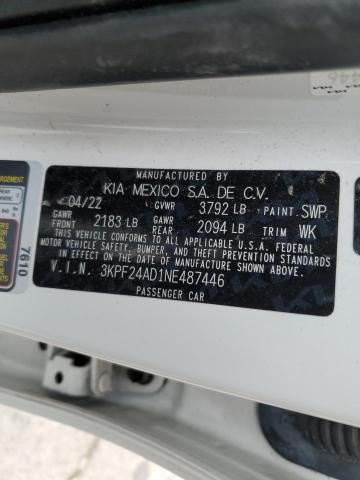 MANUFACTURED BY
KIA MEXICO S.A. DE C.V.
04/22 GVWR 3792 LB PAINT: SWP
GAWR FRONT 2183 LB GAWR REAR 2094 LB TRIM WK
THIS VEHICLE CONFORMS TO ALL APPLICABLE U.S.A. FEDERAL
MOTOR VEHICLE SAFETY, BUMPER, AND THEFT PREVENTION STANDARDS
IN EFFECT ON THE DATE OF MANUFACTURE SHOWN ABOVE.
V.I.N. 3KPF24AD1NE487446
PASSENGER CAR
7610